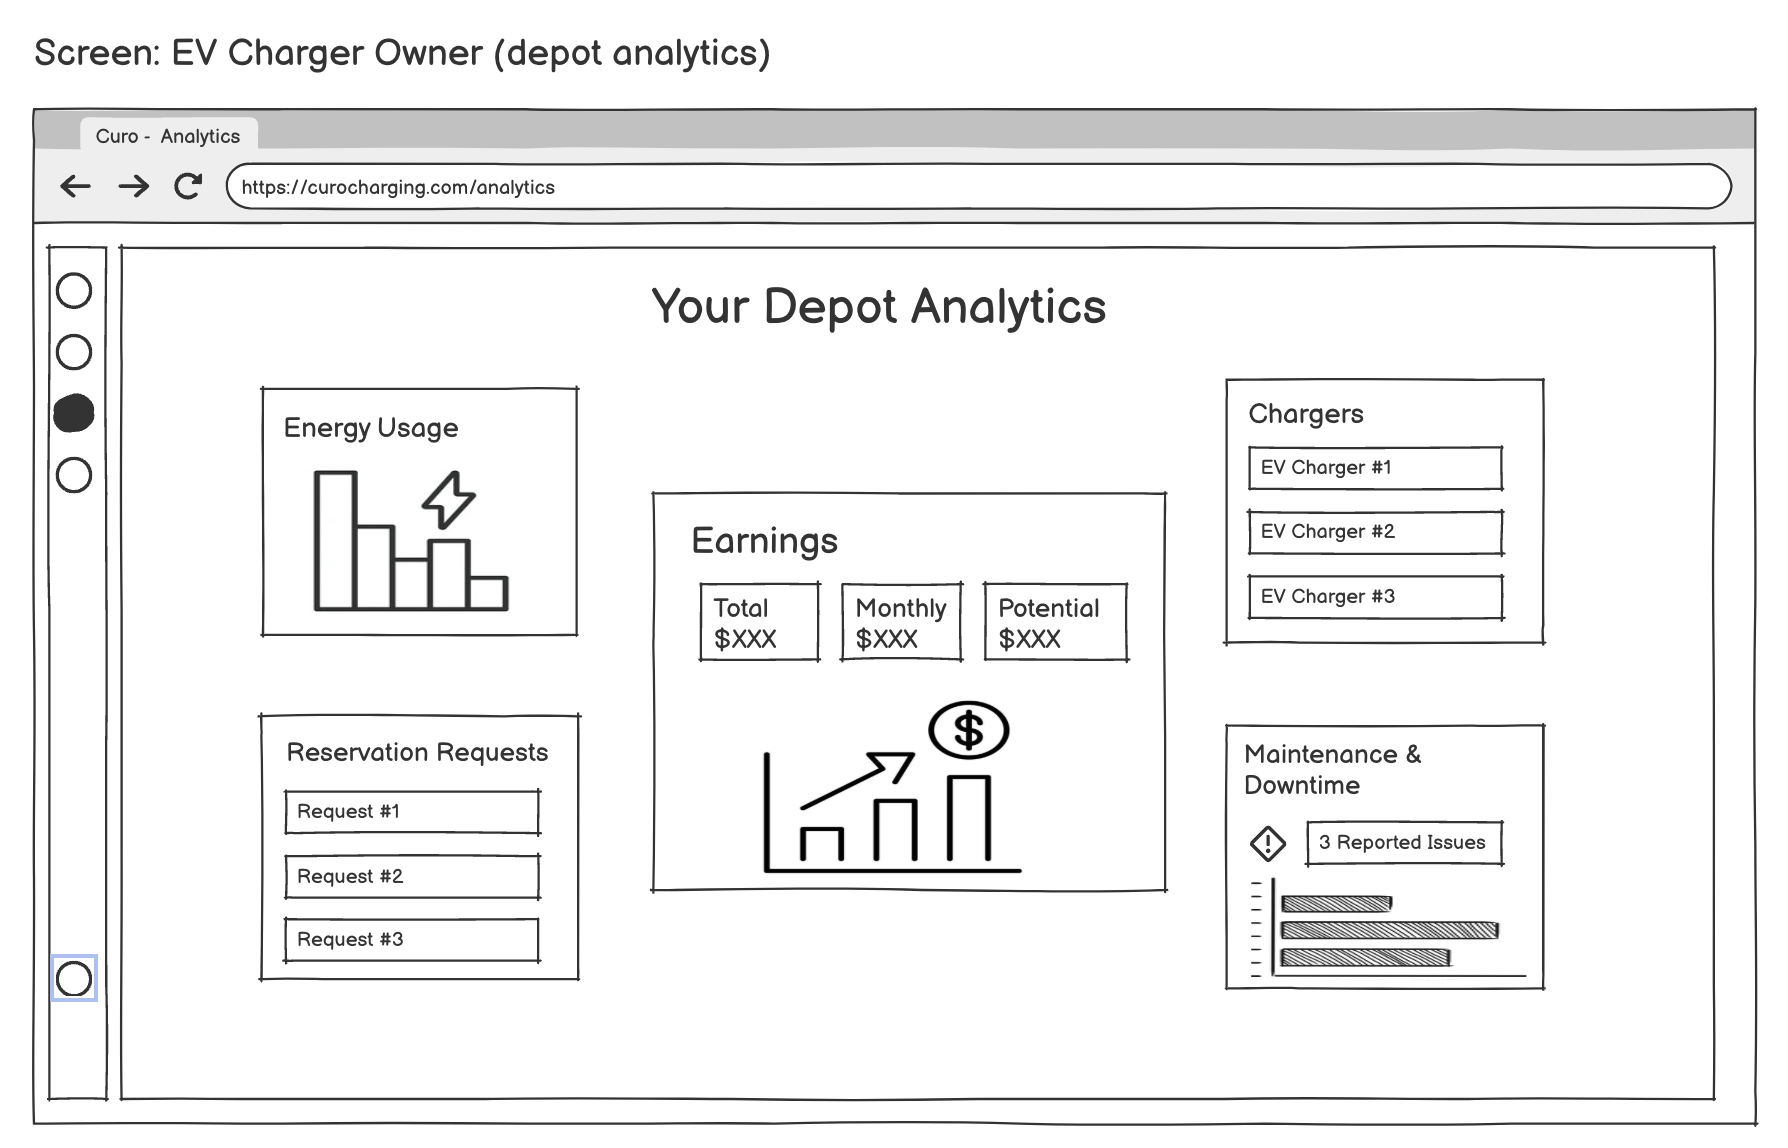 Screen: EV Charger Owner (depot analytics)
Curo - Analytics
https://curocharging.com/analytics
Your Depot Analytics
Energy Usage
Reservation Requests
Request #1
Request #2
Request #3
Earnings
Total
$XXX
Monthly
$XXX
Potential
$XXX
$
Chargers
EV Charger #1
EV Charger #2
EV Charger #3
Maintenance &
Downtime
3 Reported Issues